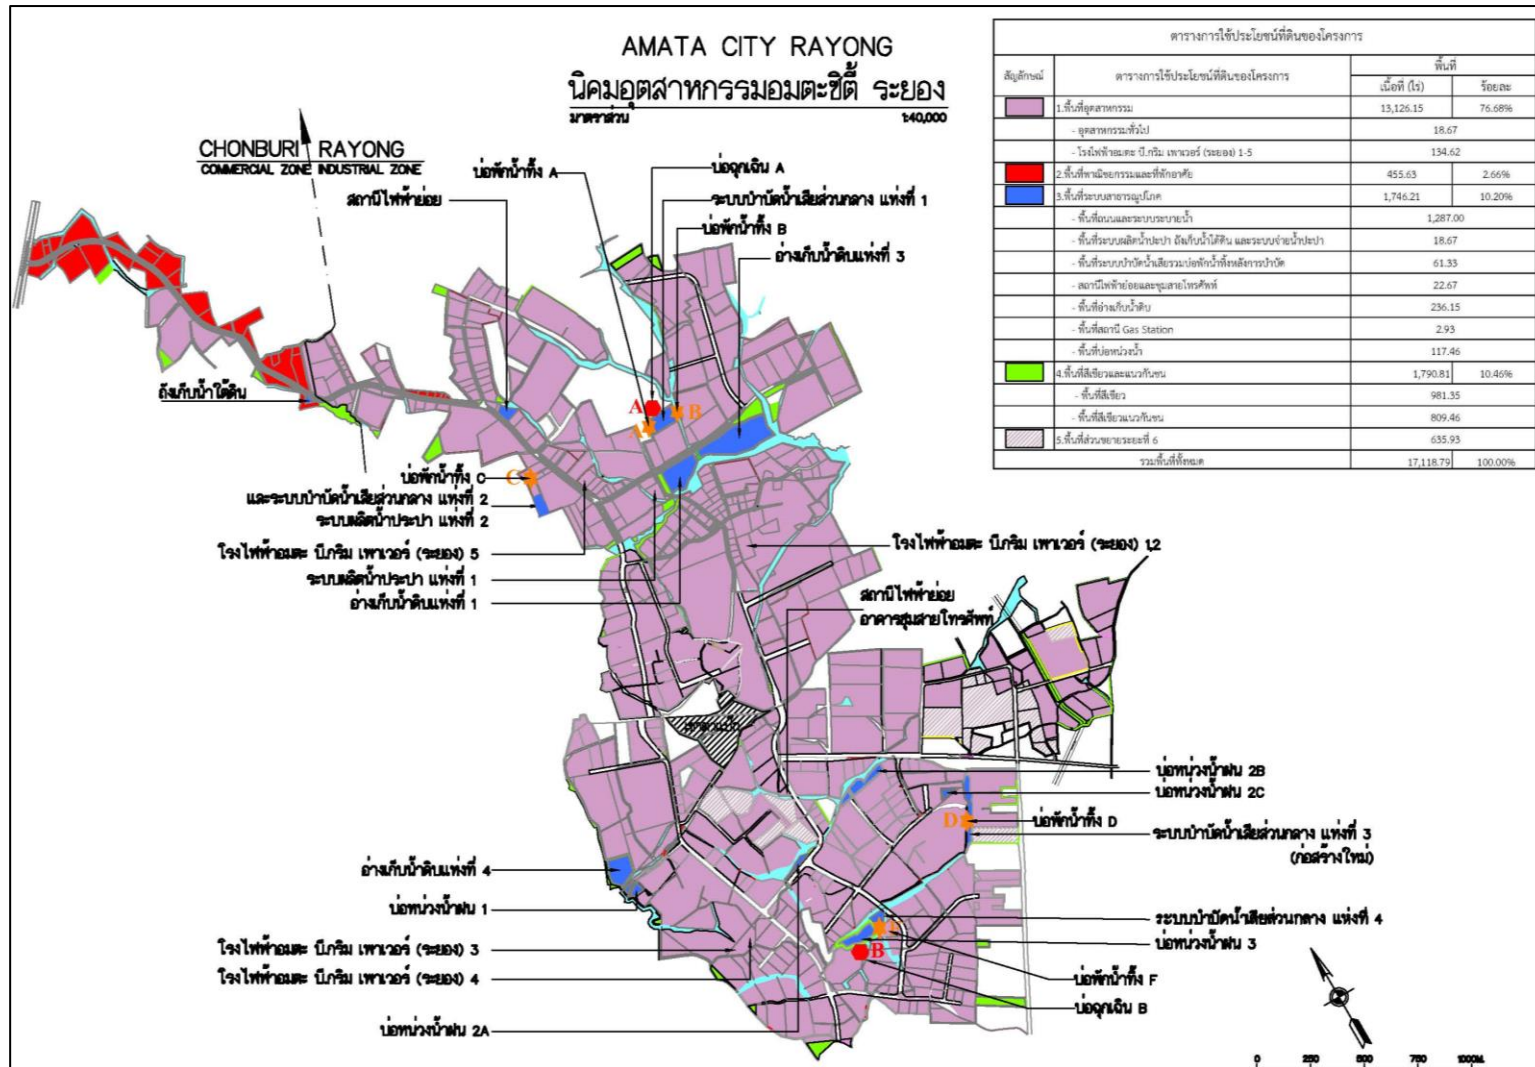 AMATA CITY RAYONG
นิคมอุตสาหกรรมอมตะซิตี้ ระยอง
มาตราส่วน 1:40,000
CHONBURI RAYONG
COMMERCIAL ZONE INDUSTRIAL ZONE
ตารางการใช้ประโยชน์ที่ดินของโครงการ
สัญลักษณ์ ตารางการใช้ประโยชน์ที่ดินของโครงการ พื้นที่
เนื้อที่ (ไร่) ร้อยละ
1.พื้นที่อุตสาหกรรม 13,126.15 76.68%
- อุตสาหกรรมทั่วไป 18.67
- โรงไฟฟ้าอมตะ บี.กริม เพาเวอร์ (ระยอง) 1-5 134.62
2.พื้นที่พาณิชยกรรมและที่พักอาศัย 455.63 2.66%
3.พื้นที่ระบบสาธารณูปโภค 1,746.21 10.20%
- พื้นที่ถนนและระบบระบายน้ำ 1,287.00
- พื้นที่ระบบผลิตน้ำประปา ถังเก็บน้ำใต้ดิน และระบบจ่ายน้ำประปา 18.67
- พื้นที่ระบบบำบัดน้ำเสียรวมบ่อพักน้ำทิ้งหลังการบำบัด 61.33
- สถานีไฟฟ้าย่อยและชุมสายโทรศัพท์ 22.67
- พื้นที่อ่างเก็บน้ำดิบ 236.15
- พื้นที่สถานี Gas Station 2.93
- พื้นที่บ่อหน่วงน้ำ 117.46
4.พื้นที่สีเขียวและแนวกันชน 1,790.81 10.46%
- พื้นที่สีเขียว 981.35
- พื้นที่สีเขียวแนวกันชน 809.46
5.พื้นที่ส่วนขยายระยะที่ 6 635.93
รวมพื้นที่ทั้งหมด 17,118.79 100.00%
บ่อพักน้ำทิ้ง A
บ่อฉุกเฉิน A
สถานีไฟฟ้าย่อย
ระบบบำบัดน้ำเสียส่วนกลาง แห่งที่ 1
บ่อพักน้ำทิ้ง B
อ่างเก็บน้ำดิบแห่งที่ 3
ถังเก็บน้ำใต้ดิน
A
B
A
C
บ่อพักน้ำทิ้ง C
และระบบบำบัดน้ำเสียส่วนกลาง แห่งที่ 2
ระบบผลิตน้ำประปา แห่งที่ 2
โรงไฟฟ้าอมตะ บี.กริม เพาเวอร์ (ระยอง) 5
ระบบผลิตน้ำประปา แห่งที่ 1
อ่างเก็บน้ำดิบแห่งที่ 1
โรงไฟฟ้าอมตะ บี.กริม เพาเวอร์ (ระยอง) 1,2
สถานีไฟฟ้าย่อย
อาคารชุมสายโทรศัพท์
บ่อหน่วงน้ำฝน 2B
บ่อหน่วงน้ำฝน 2C
D
บ่อพักน้ำทิ้ง D
ระบบบำบัดน้ำเสียส่วนกลาง แห่งที่ 3
(ก่อสร้างใหม่)
อ่างเก็บน้ำดิบแห่งที่ 4
บ่อหน่วงน้ำฝน 1
ระบบบำบัดน้ำเสียส่วนกลาง แห่งที่ 4
บ่อหน่วงน้ำฝน 3
B
โรงไฟฟ้าอมตะ บี.กริม เพาเวอร์ (ระยอง) 3
โรงไฟฟ้าอมตะ บี.กริม เพาเวอร์ (ระยอง) 4
บ่อพักน้ำทิ้ง F
บ่อฉุกเฉิน B
บ่อหน่วงน้ำฝน 2A
0 250 500 750 1000M.